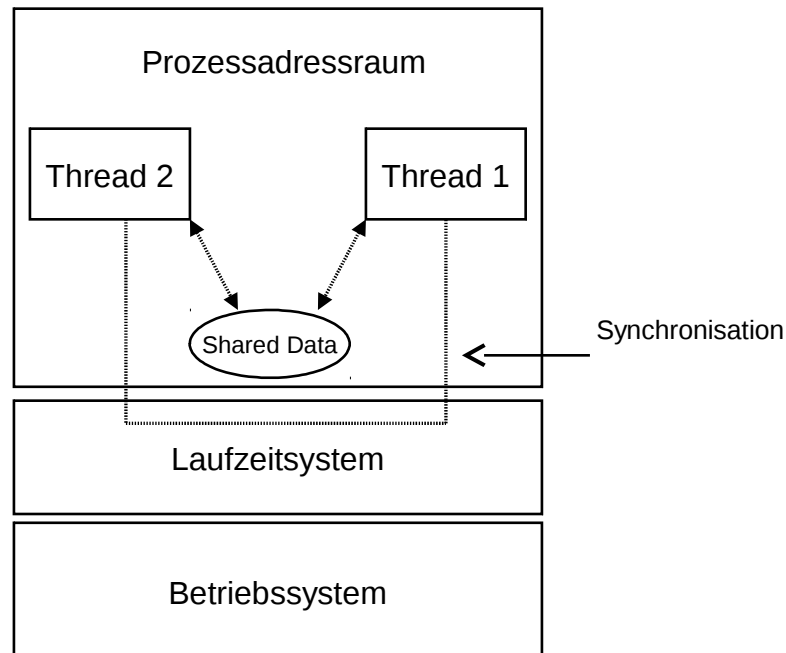 Prozessadressraum
Thread 2
Thread 1
Shared Data
Synchronisation
Laufzeitsystem
Betriebssystem